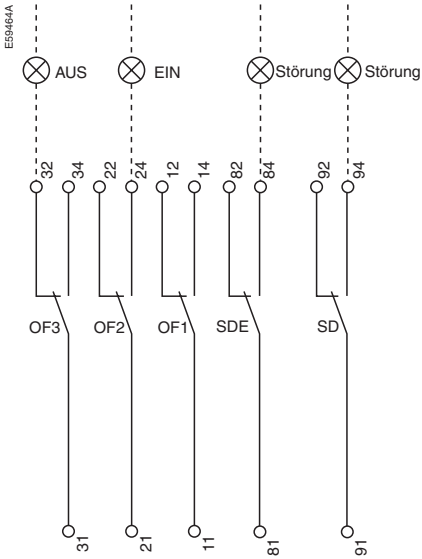 E59464A
AUS
EIN
Störung
Störung
32
34
22
24
12
14
82
84
92
94
OF3
OF2
OF1
SDE
SD
31
21
11
81
91